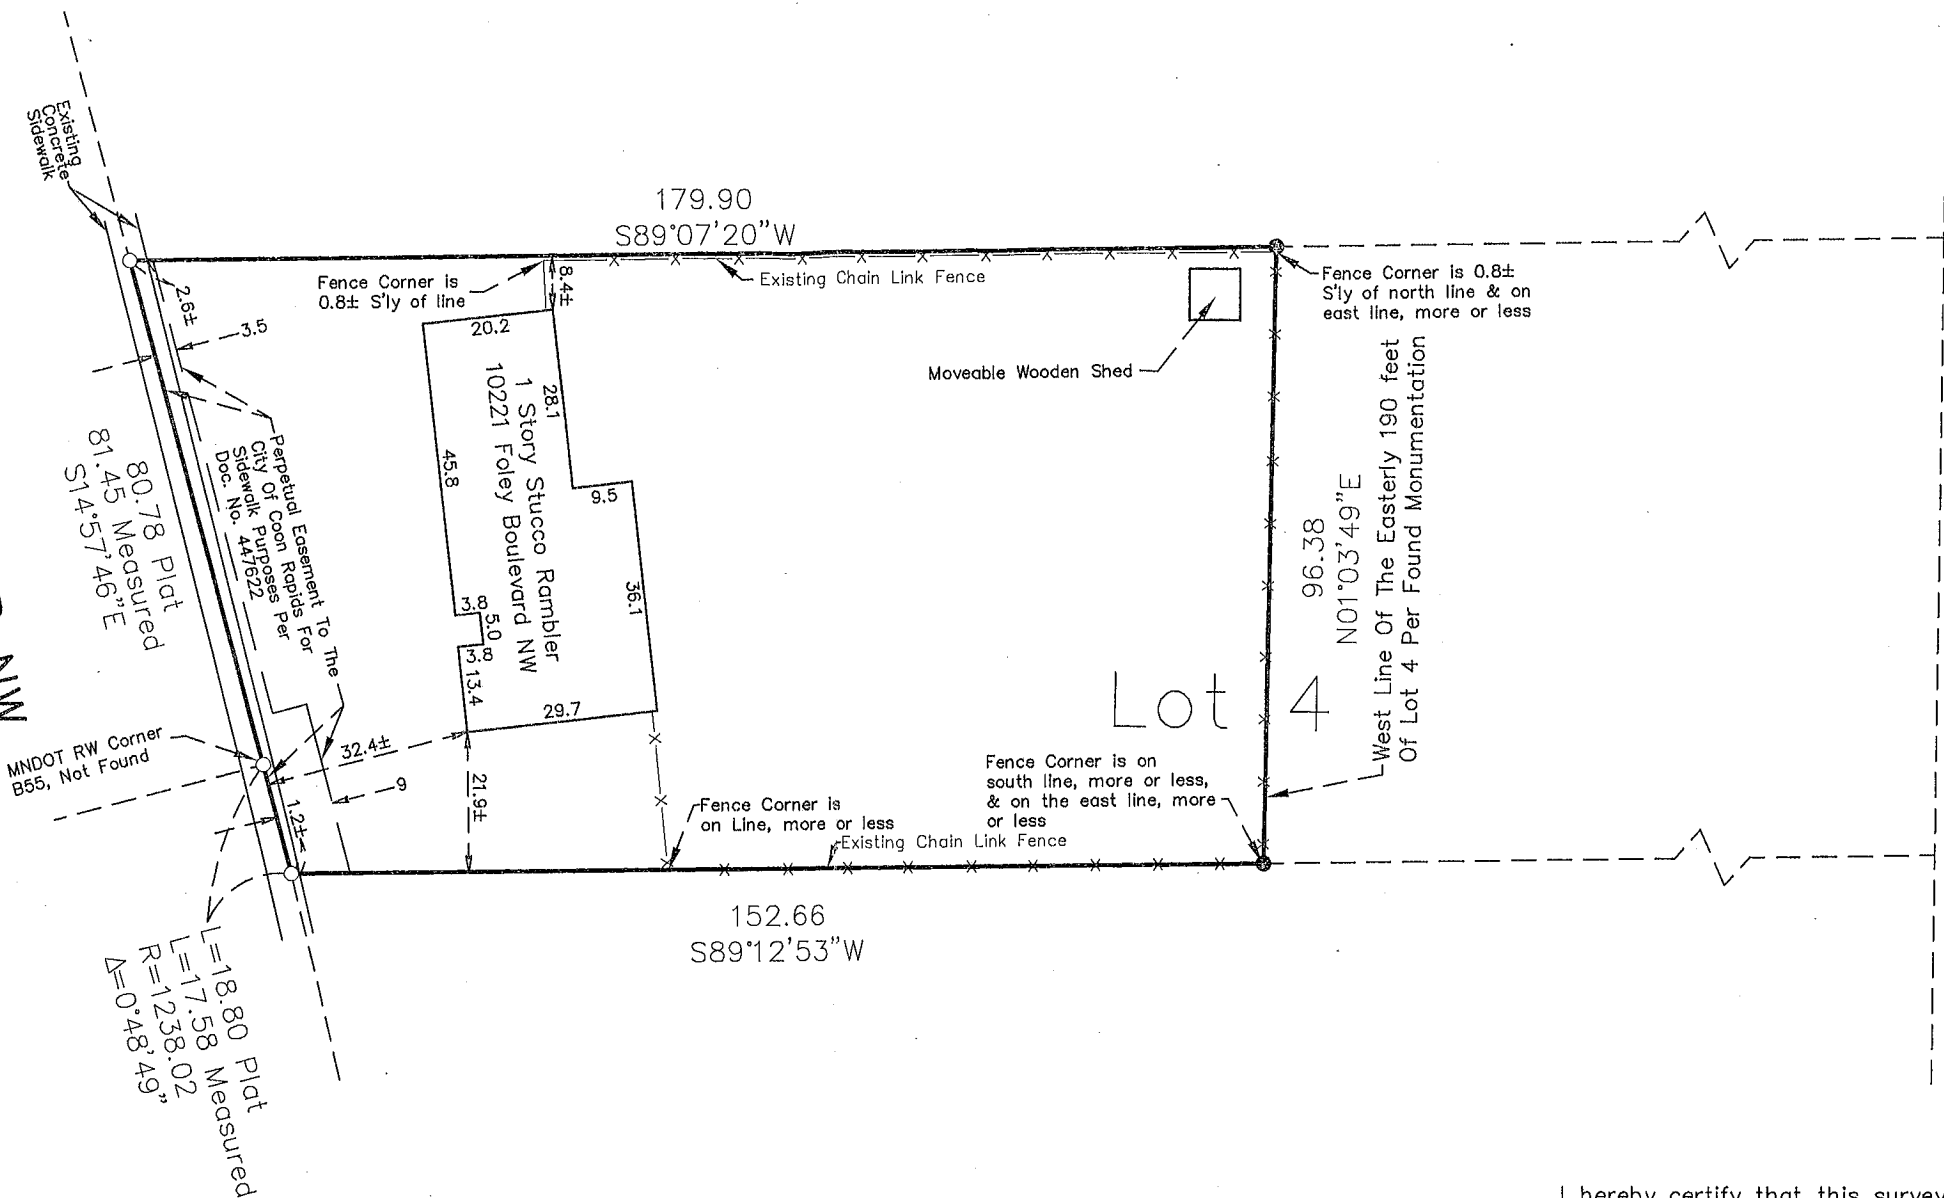 Existing
Concrete
Sidewalk
179.90
S89°07'20"W
Fence Corner is
0.8± S'ly of line
8.4±
Existing Chain Link Fence
Fence Corner is 0.8±
S'ly of north line & on
east line, more or less
2.6±
3.5
20.2
Moveable Wooden Shed
28.1
1 Story Stucco Rambler
10221 Foley Boulevard NW
45.8
9.5
36.1
3.8
5.0
3.8
13.4
29.7
80.78 Plat
81.45 Measured
S14°57'46"E
Perpetual Easement To The
City Of Coon Rapids For
Sidewalk Purposes Per
Doc. No. 447622
96.38
N01°03'49"E
West Line Of The Easterly 190 feet
Of Lot 4 Per Found Monumentation
Lot 4
NW
MNDOT RW Corner
B55, Not Found
32.4±
9
21.9±
1.2±
Fence Corner is
on Line, more or less
Existing Chain Link Fence
Fence Corner is on
south line, more or less,
& on the east line, more
or less
152.66
S89°12'53"W
L=18.80 Plat
L=17.58 Measured
R=1238.02
Δ=0°48'49"
I hereby certify that this survey